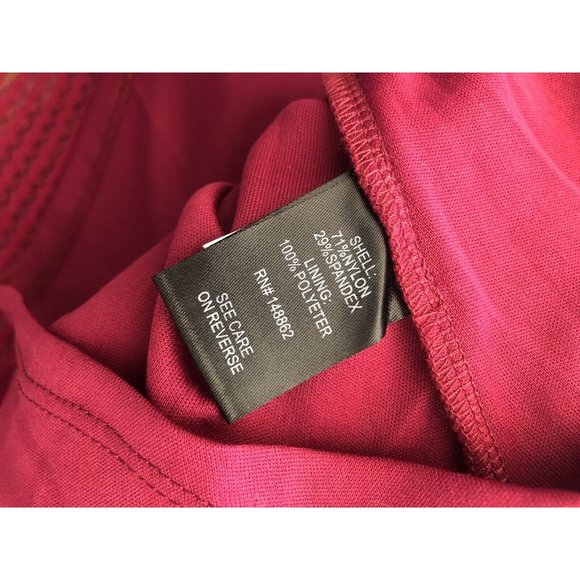 SHELL:
71%NYLON
29%SPANDEX
LINING:
100% POLYETER
RN# 148862
SEE CARE
ON REVERSE